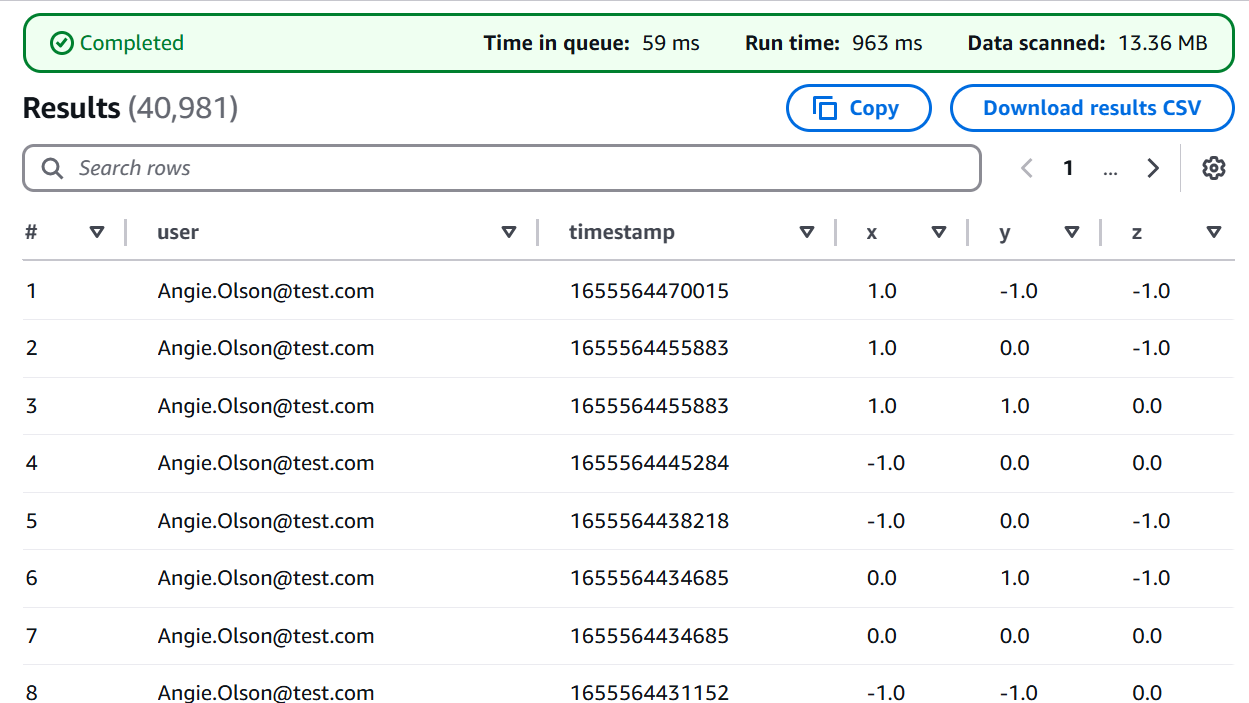 Completed Time in queue: 59 ms Run time: 963 ms Data scanned: 13.36 MB
Results (40,981) Copy Download results CSV
Search rows 1 ...
# user timestamp x y z
1 Angie.Olson@test.com 1655564470015 1.0 -1.0 -1.0
2 Angie.Olson@test.com 1655564455883 1.0 0.0 -1.0
3 Angie.Olson@test.com 1655564455883 1.0 1.0 0.0
4 Angie.Olson@test.com 1655564445284 -1.0 0.0 0.0
5 Angie.Olson@test.com 1655564438218 -1.0 0.0 -1.0
6 Angie.Olson@test.com 1655564434685 0.0 1.0 -1.0
7 Angie.Olson@test.com 1655564434685 0.0 0.0 0.0
8 Angie.Olson@test.com 1655564431152 -1.0 -1.0 0.0